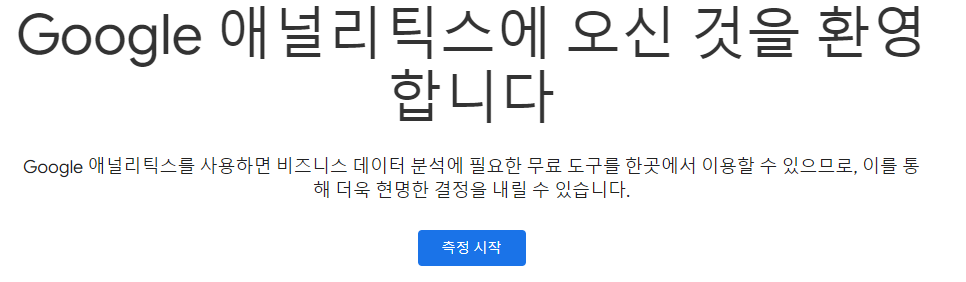 Google 애널리틱스에 오신 것을 환영
합니다
Google 애널리틱스를 사용하면 비즈니스 데이터 분석에 필요한 무료 도구를 한곳에서 이용할 수 있으므로, 이를 통
해 더욱 현명한 결정을 내릴 수 있습니다.
측정 시작